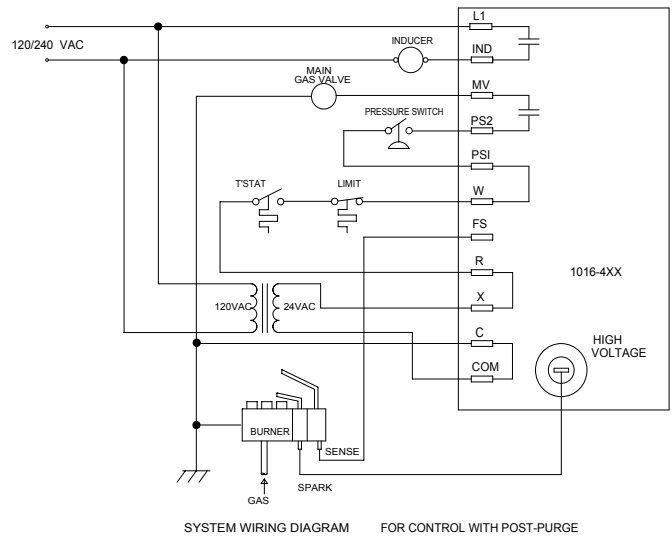 L1
120/240 VAC
INDUCER
IND
MAIN
GAS VALVE
MV
PRESSURE SWITCH
PS2
PSI
T'STAT
LIMIT
W
FS
R
1016-4XX
X
120VAC
24VAC
C
HIGH
VOLTAGE
COM
BURNER
SENSE
SPARK
GAS
SYSTEM WIRING DIAGRAM FOR CONTROL WITH POST-PURGE